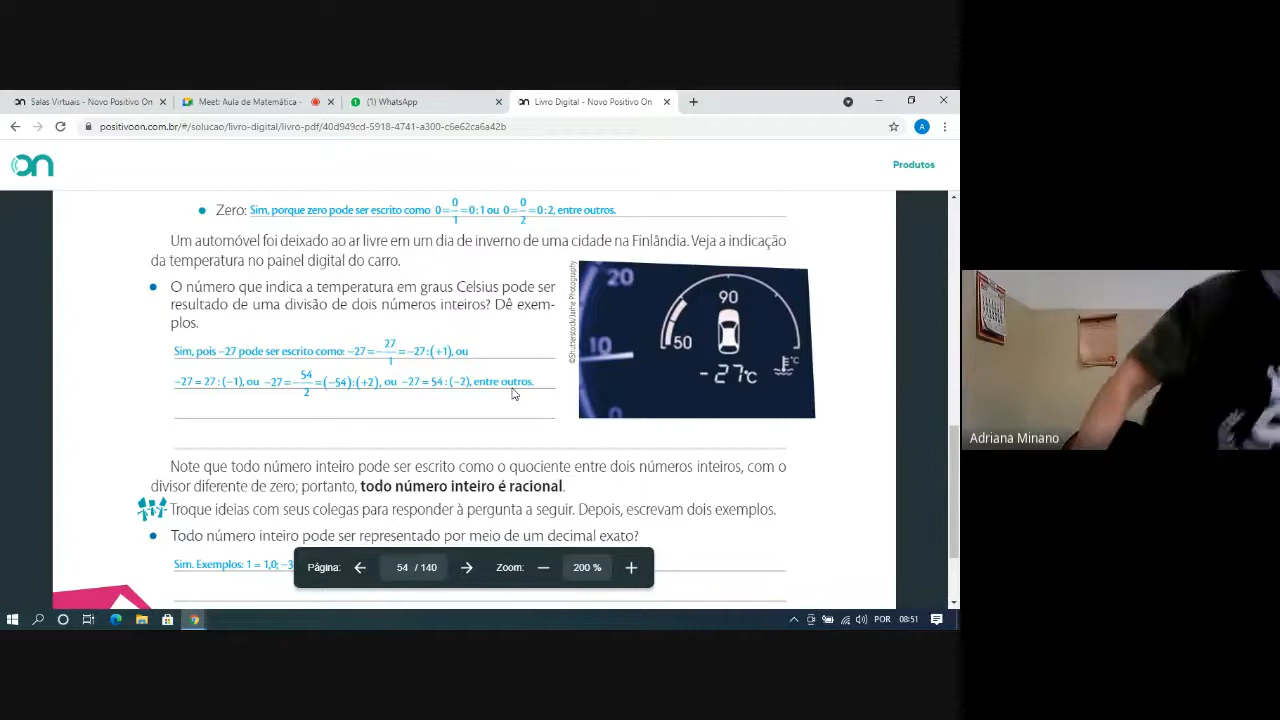 Salas Virtuais - Novo Positivo On
Meet: Aula de Matemática -
(1) WhatsApp
Livro Digital - Novo Positivo On
positivoon.com.br/#/solucao/livro-digital/livro-pdf/40d949cd-5918-4741-a300-c6e62ca6a42b
A
on
Produtos
• Zero: Sim, porque zero pode ser escrito como 0 = 0/1 = 0 : 1 ou 0 = 0/2 = 0 : 2, entre outros.
Um automóvel foi deixado ao ar livre em um dia de inverno de uma cidade na Finlândia. Veja a indicação
da temperatura no painel digital do carro.
• O número que indica a temperatura em graus Celsius pode ser
resultado de uma divisão de dois números inteiros? Dê exem-
plos.
Sim, pois –27 pode ser escrito como: –27 = –27/1 = –27 : (+1), ou
–27 = 27 : (–1), ou –27 = –54/2 = (–54) : (+2), ou –27 = 54 : (–2), entre outros.
©Shutterstock/Jarhe Photography
20
10
0
90
50
°C
-27°C
Note que todo número inteiro pode ser escrito como o quociente entre dois números inteiros, com o
divisor diferente de zero; portanto, todo número inteiro é racional.
Troque ideias com seus colegas para responder à pergunta a seguir. Depois, escrevam dois exemplos.
• Todo número inteiro pode ser representado por meio de um decimal exato?
Sim. Exemplos: 1 = 1,0; –3
Página: 54 / 140 Zoom: 200 %
POR 08:51
Adriana Minano